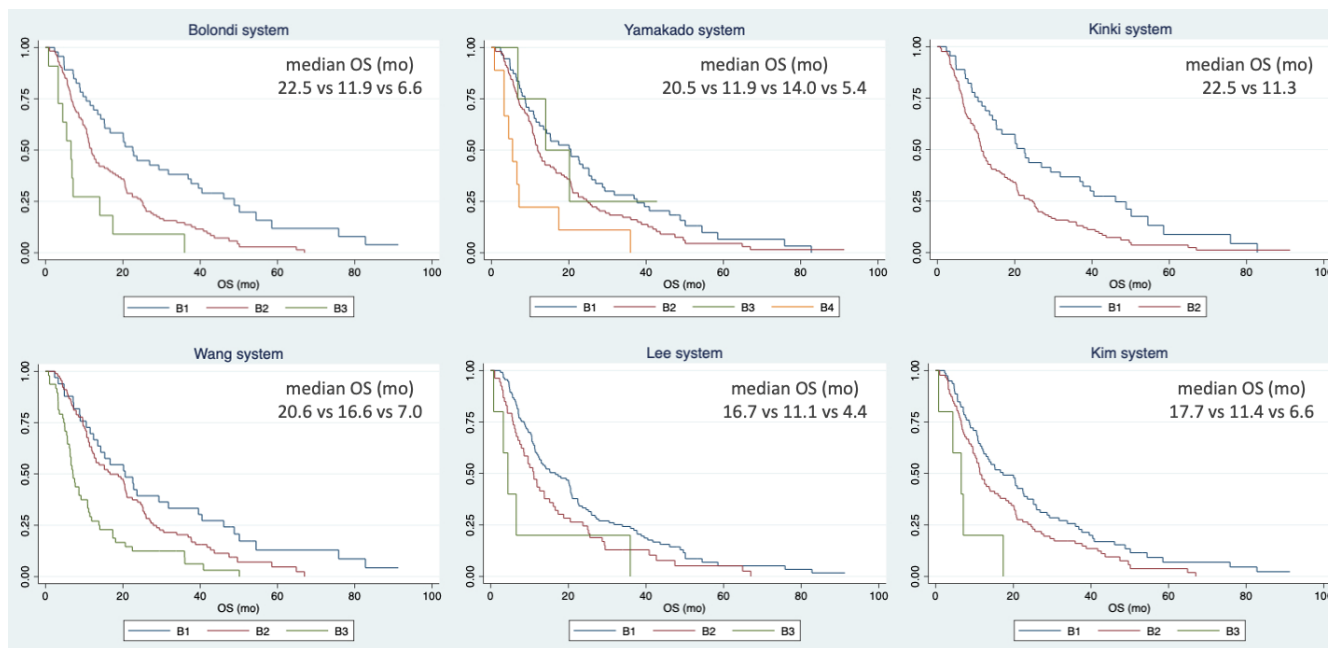 Bolondi system
median OS (mo)
22.5 vs 11.9 vs 6.6
1.00
0.75
0.50
0.25
0.00
0 20 40 60 80 100
OS (mo)
B1 B2 B3
Yamakado system
median OS (mo)
20.5 vs 11.9 vs 14.0 vs 5.4
1.00
0.75
0.50
0.25
0.00
0 20 40 60 80 100
OS (mo)
B1 B2 B3 B4
Kinki system
median OS (mo)
22.5 vs 11.3
1.00
0.75
0.50
0.25
0.00
0 20 40 60 80 100
OS (mo)
B1 B2
Wang system
median OS (mo)
20.6 vs 16.6 vs 7.0
1.00
0.75
0.50
0.25
0.00
0 20 40 60 80 100
OS (mo)
B1 B2 B3
Lee system
median OS (mo)
16.7 vs 11.1 vs 4.4
1.00
0.75
0.50
0.25
0.00
0 20 40 60 80 100
OS (mo)
B1 B2 B3
Kim system
median OS (mo)
17.7 vs 11.4 vs 6.6
1.00
0.75
0.50
0.25
0.00
0 20 40 60 80 100
OS (mo)
B1 B2 B3